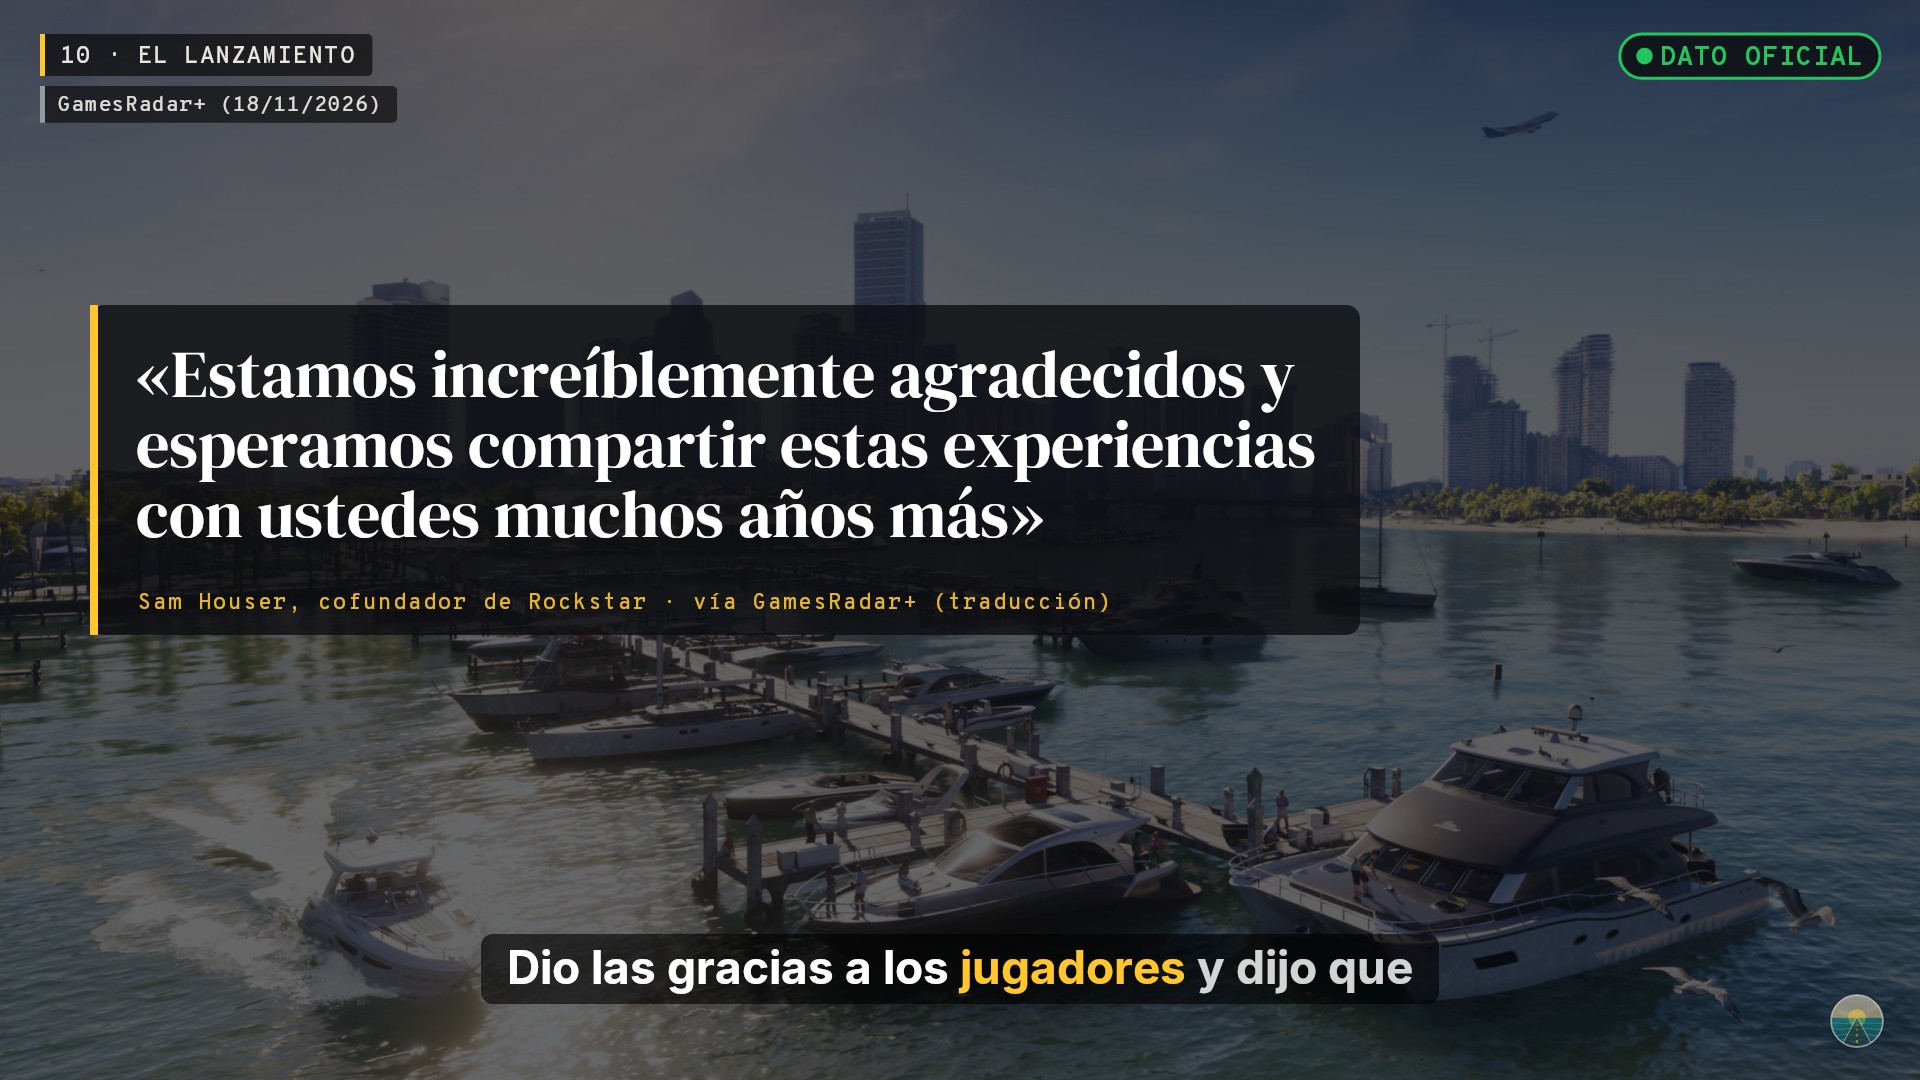 10 · EL LANZAMIENTO
GamesRadar+ (18/11/2026)
DATO OFICIAL
«Estamos increíblemente agradecidos y
esperamos compartir estas experiencias
con ustedes muchos años más»
Sam Houser, cofundador de Rockstar · vía GamesRadar+ (traducción)
Dio las gracias a los jugadores y dijo que